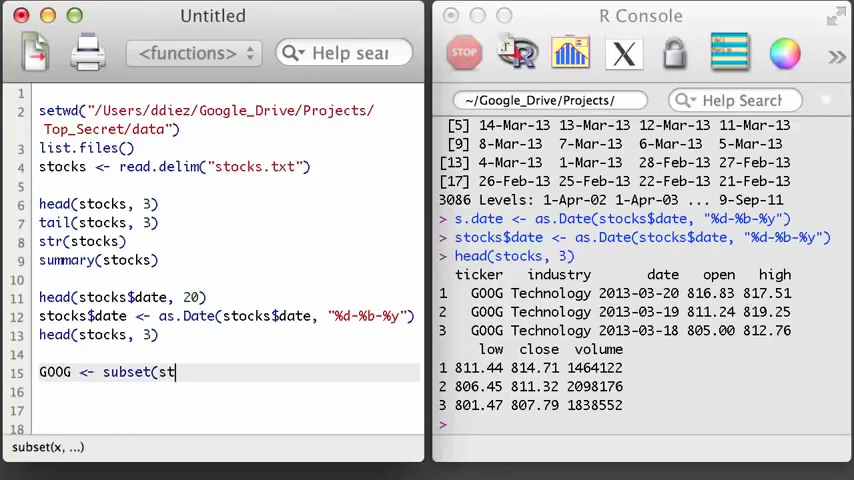 Untitled
<functions>
Help sear
1
2 setwd("/Users/ddiez/Google_Drive/Projects/
Top_Secret/data")
3 list.files()
4 stocks <- read.delim("stocks.txt")
5
6 head(stocks, 3)
7 tail(stocks, 3)
8 str(stocks)
9 summary(stocks)
10
11 head(stocks$date, 20)
12 stocks$date <- as.Date(stocks$date, "%d-%b-%y")
13 head(stocks, 3)
14
15 GOOG <- subset(st
16
17
18
subset(x, ...)
R Console
STOP
R
X
»
~/Google_Drive/Projects/
Help Search
[5] 14-Mar-13 13-Mar-13 12-Mar-13 11-Mar-13
[9] 8-Mar-13 7-Mar-13 6-Mar-13 5-Mar-13
[13] 4-Mar-13 1-Mar-13 28-Feb-13 27-Feb-13
[17] 26-Feb-13 25-Feb-13 22-Feb-13 21-Feb-13
3086 Levels: 1-Apr-02 1-Apr-03 ... 9-Sep-11
> s.date <- as.Date(stocks$date, "%d-%b-%y")
> stocks$date <- as.Date(stocks$date, "%d-%b-%y")
> head(stocks, 3)
ticker industry date open high
1 GOOG Technology 2013-03-20 816.83 817.51
2 GOOG Technology 2013-03-19 811.24 819.25
3 GOOG Technology 2013-03-18 805.00 812.76
low close volume
1 811.44 814.71 1464122
2 806.45 811.32 2098176
3 801.47 807.79 1838552
>